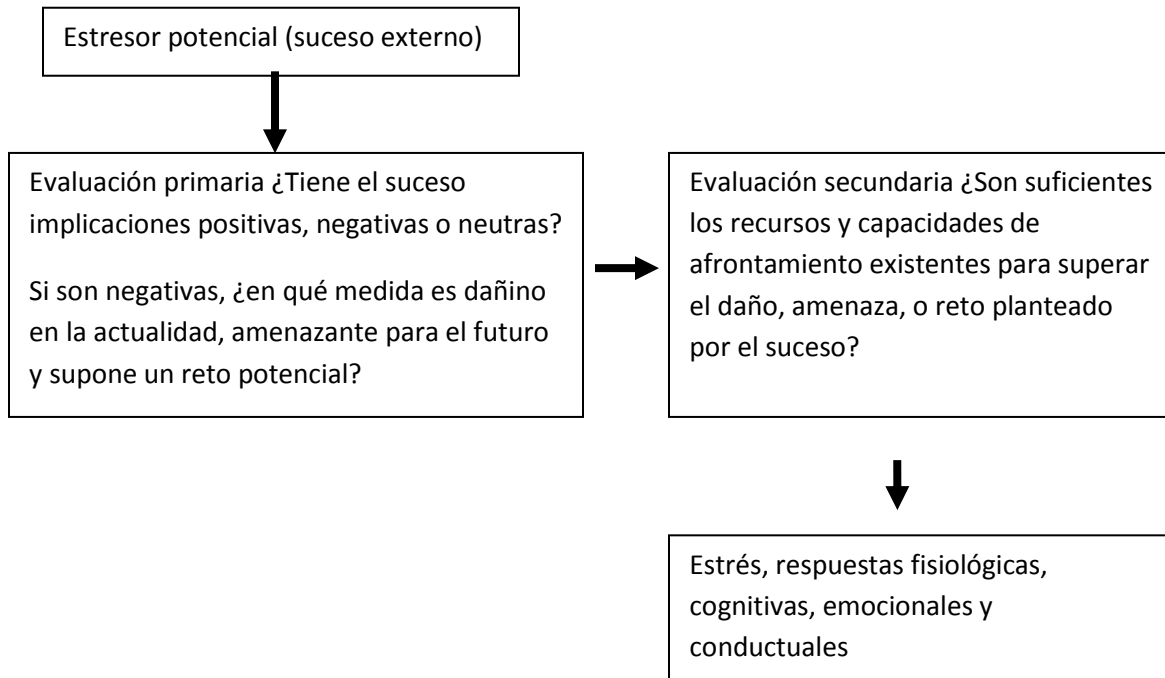 Estresor potencial (suceso externo)
Evaluación primaria ¿Tiene el suceso
implicaciones positivas, negativas o neutras?
Si son negativas, ¿en qué medida es dañino
en la actualidad, amenazante para el futuro
y supone un reto potencial?
Evaluación secundaria ¿Son suficientes
los recursos y capacidades de
afrontamiento existentes para superar
el daño, amenaza, o reto planteado
por el suceso?
Estrés, respuestas fisiológicas,
cognitivas, emocionales y
conductuales